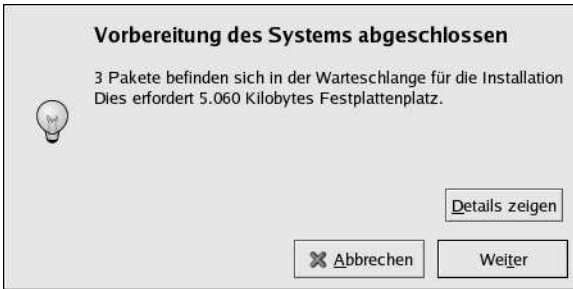 Vorbereitung des Systems abgeschlossen
3 Pakete befinden sich in der Warteschlange für die Installation
Dies erfordert 5.060 Kilobytes Festplattenplatz.
Details zeigen
Abbrechen
Weiter